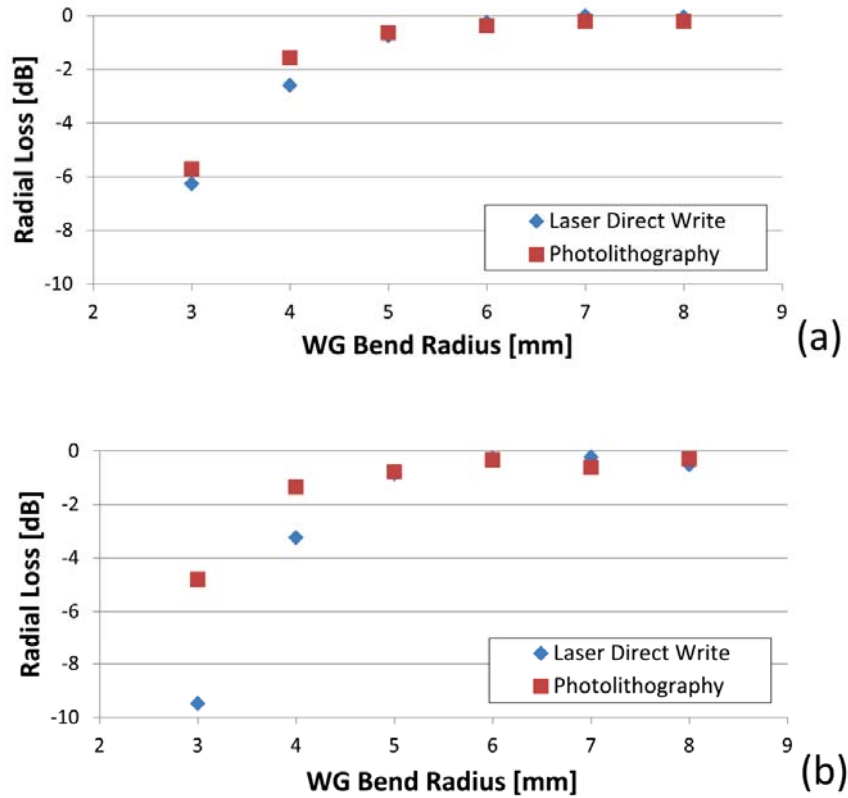 0
-2
-4
-6
-8
-10
Radial Loss [dB]
Laser Direct Write
Photolithography
2 3 4 5 6 7 8 9
WG Bend Radius [mm]
(a)
0
-2
-4
-6
-8
-10
Radial Loss [dB]
Laser Direct Write
Photolithography
2 3 4 5 6 7 8 9
WG Bend Radius [mm]
(b)